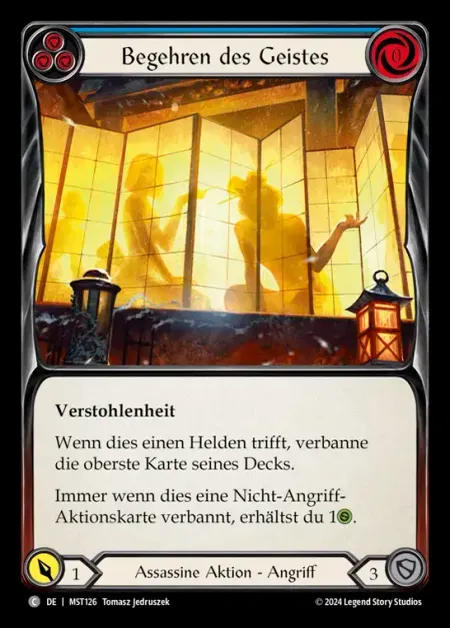 Begehren des Geistes
0
Verstohlenheit
Wenn dies einen Helden trifft, verbanne
die oberste Karte seines Decks.
Immer wenn dies eine Nicht-Angriff-
Aktionskarte verbannt, erhältst du 1.
1
Assassine Aktion - Angriff
3
C DE | MST126 Tomasz Jedruszek
© 2024 Legend Story Studios